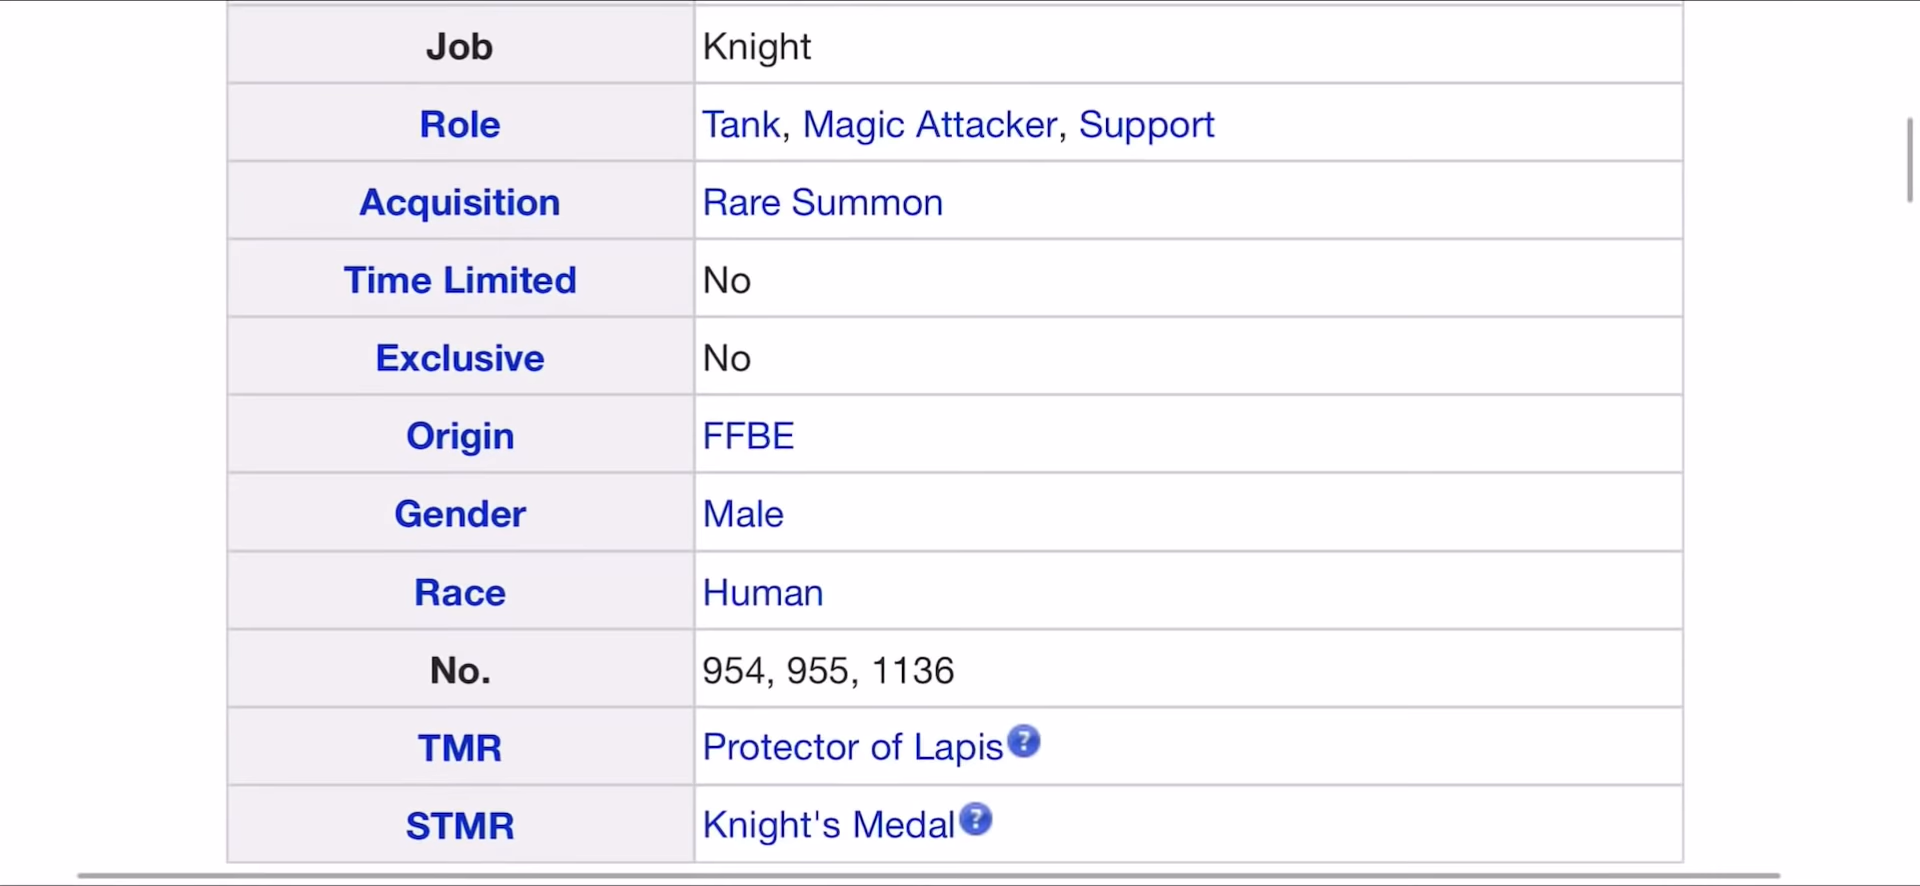 Job Knight
Role Tank, Magic Attacker, Support
Acquisition Rare Summon
Time Limited No
Exclusive No
Origin FFBE
Gender Male
Race Human
No. 954, 955, 1136
TMR Protector of Lapis?
STMR Knight's Medal?